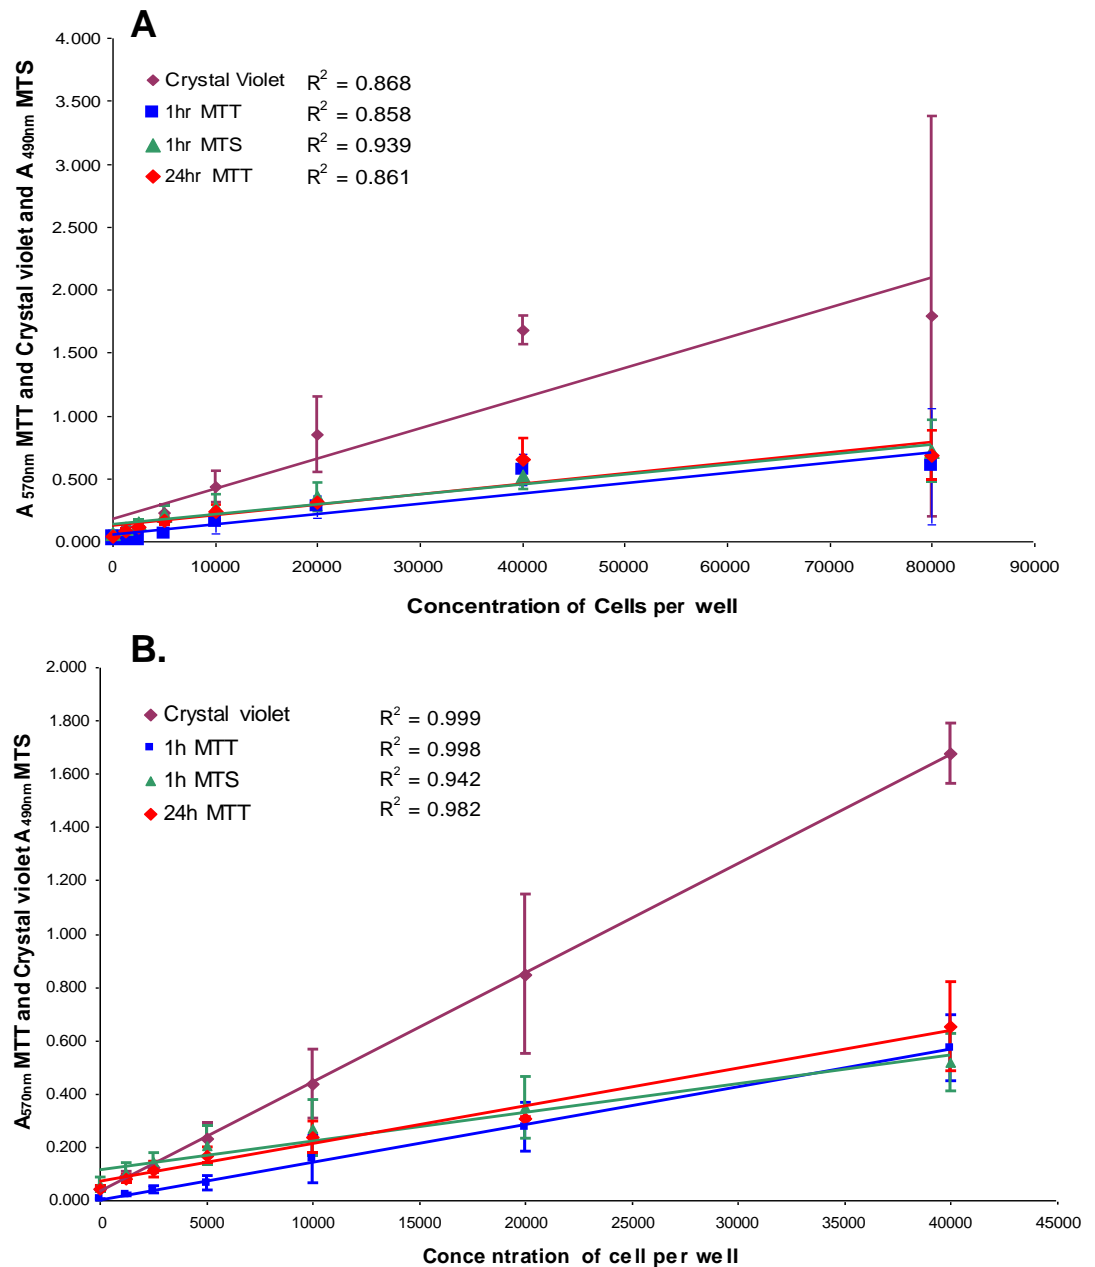 A
A 570nm MTT and Crystal violet and A 490nm MTS
4.000
3.500
3.000
2.500
2.000
1.500
1.000
0.500
0.000
Crystal Violet R2 = 0.868
1hr MTT R2 = 0.858
1hr MTS R2 = 0.939
24hr MTT R2 = 0.861
0 10000 20000 30000 40000 50000 60000 70000 80000 90000
Concentration of Cells per well
B.
A570nm MTT and Crystal violet A490nm MTS
2.000
1.800
1.600
1.400
1.200
1.000
0.800
0.600
0.400
0.200
0.000
Crystal violet R2 = 0.999
1h MTT R2 = 0.998
1h MTS R2 = 0.942
24h MTT R2 = 0.982
0 5000 10000 15000 20000 25000 30000 35000 40000 45000
Conce ntration of cell per well